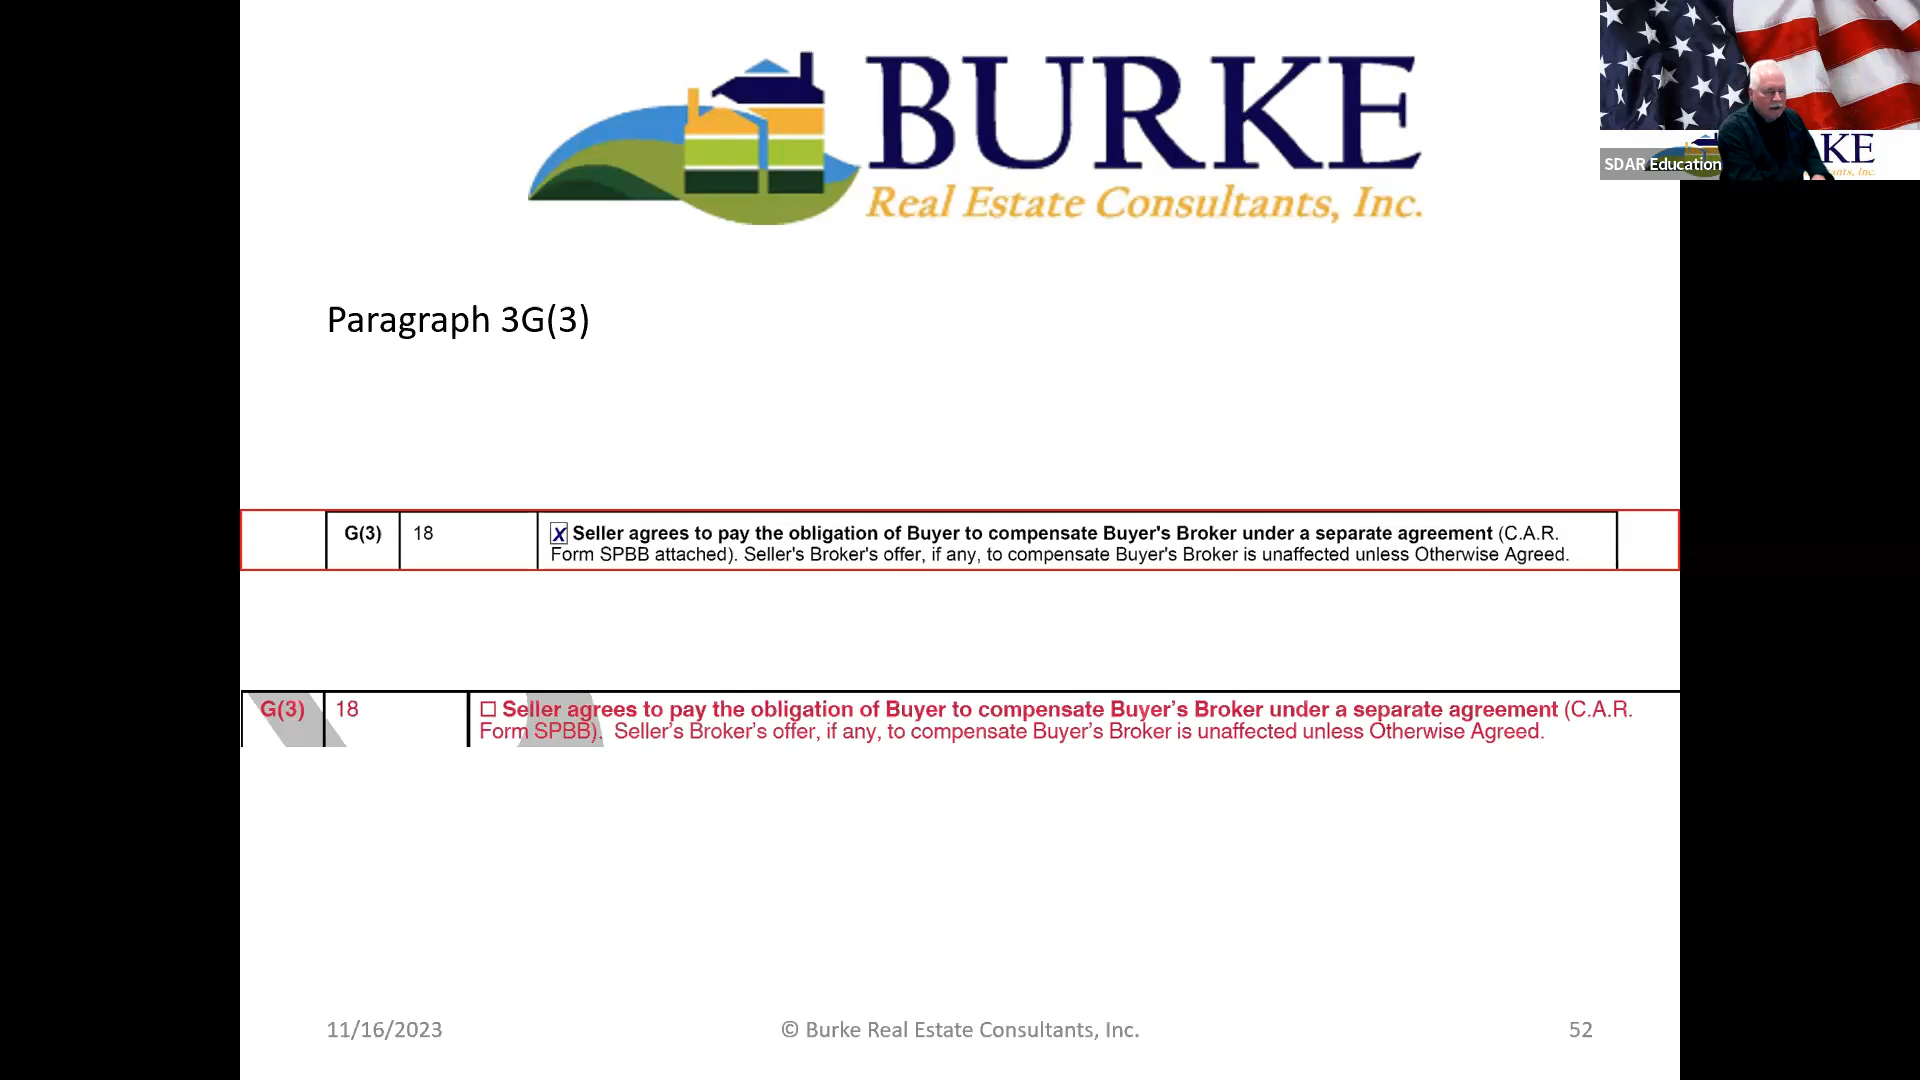 BURKE
Real Estate Consultants, Inc.
KE
SDAR Education
ants, Inc.
Paragraph 3G(3)
G(3) 18 X Seller agrees to pay the obligation of Buyer to compensate Buyer's Broker under a separate agreement (C.A.R.
Form SPBB attached). Seller's Broker's offer, if any, to compensate Buyer's Broker is unaffected unless Otherwise Agreed.
G(3) 18 ☐ Seller agrees to pay the obligation of Buyer to compensate Buyer’s Broker under a separate agreement (C.A.R.
Form SPBB). Seller’s Broker’s offer, if any, to compensate Buyer’s Broker is unaffected unless Otherwise Agreed.
11/16/2023 © Burke Real Estate Consultants, Inc. 52